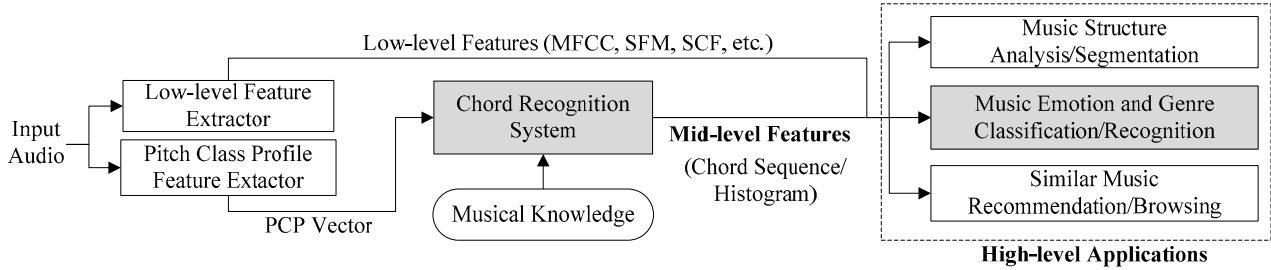 Low-level Features (MFCC, SFM, SCF, etc.)
Input
Audio
Low-level Feature
Extractor
Pitch Class Profile
Feature Extactor
PCP Vector
Chord Recognition
System
Musical Knowledge
Mid-level Features
(Chord Sequence/
Histogram)
Music Structure
Analysis/Segmentation
Music Emotion and Genre
Classification/Recognition
Similar Music
Recommendation/Browsing
High-level Applications